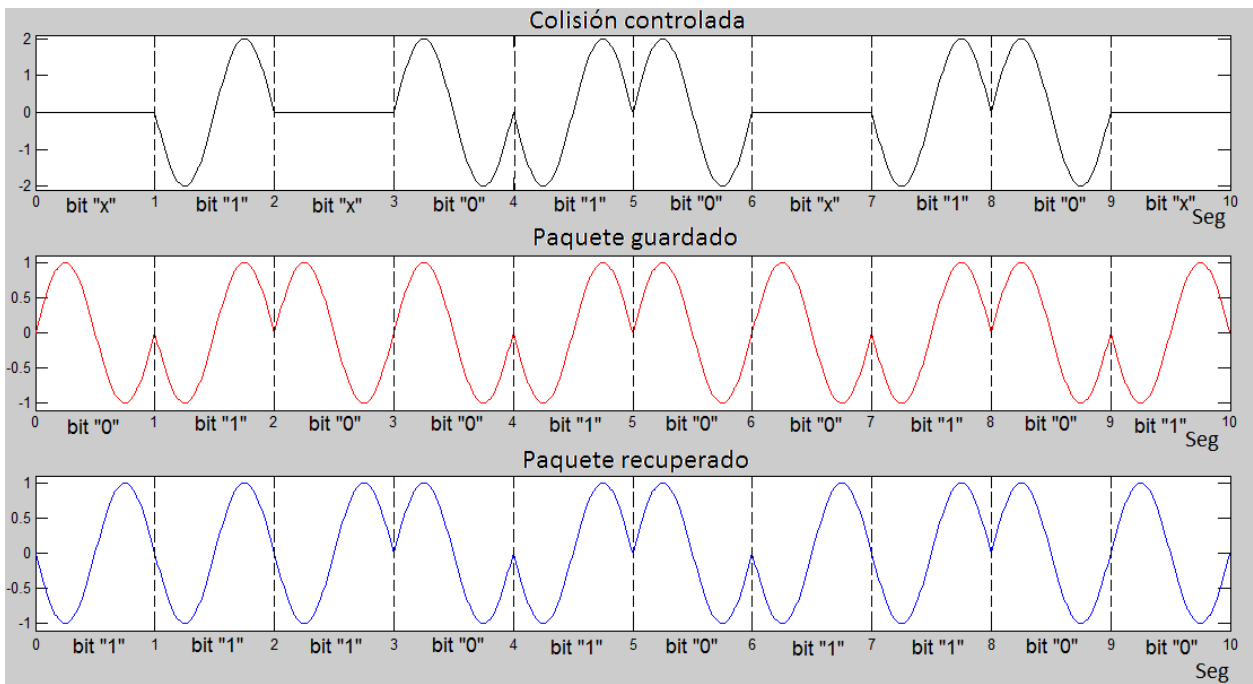 Colisión controlada
2
1
0
-1
-2
0 1 2 3 4 5 6 7 8 9 10
bit "x" bit "1" bit "x" bit "0" bit "1" bit "0" bit "x" bit "1" bit "0" bit "x"
Seg
Paquete guardado
1
0.5
0
-0.5
-1
0 1 2 3 4 5 6 7 8 9 10
bit "0" bit "1" bit "0" bit "0" bit "1" bit "0" bit "0" bit "1" bit "0" bit "1"
Seg
Paquete recuperado
1
0.5
0
-0.5
-1
0 1 2 3 4 5 6 7 8 9 10
bit "1" bit "1" bit "1" bit "0" bit "1" bit "0" bit "1" bit "1" bit "0" bit "0"
Seg